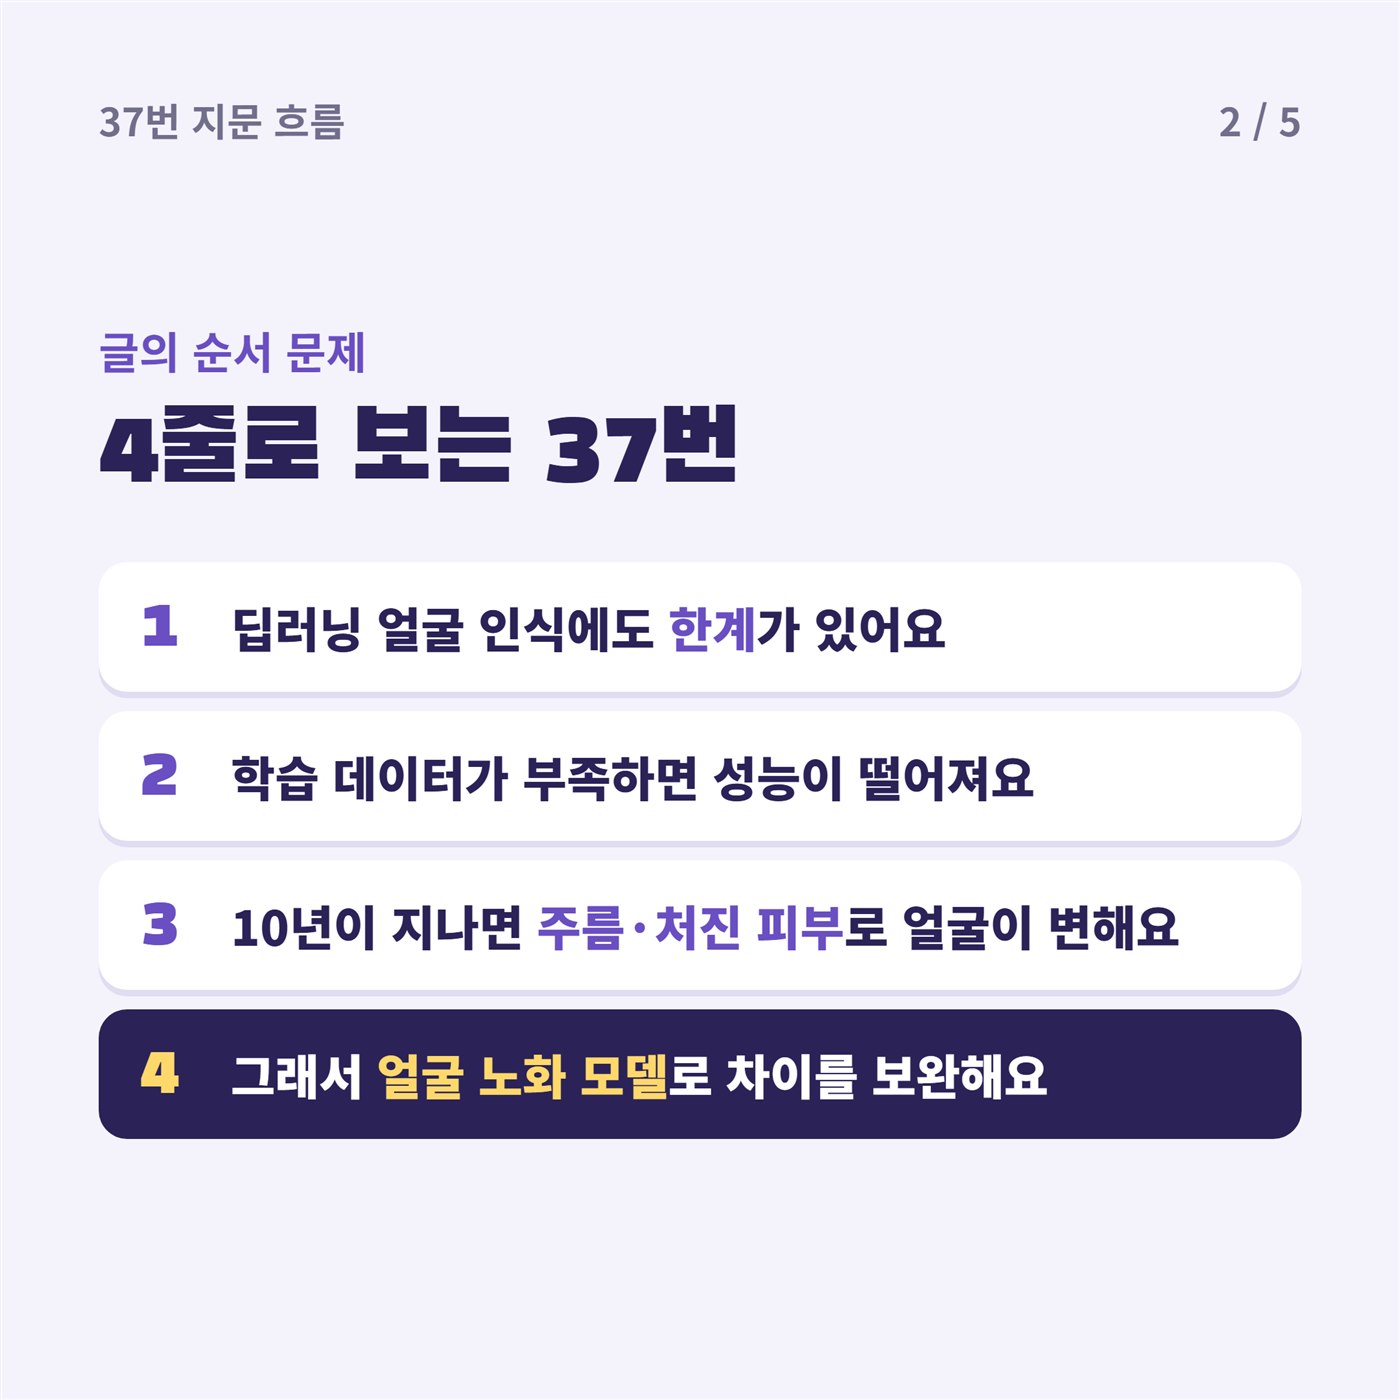 37번 지문 흐름
2 / 5
글의 순서 문제
4줄로 보는 37번
1 딥러닝 얼굴 인식에도 한계가 있어요
2 학습 데이터가 부족하면 성능이 떨어져요
3 10년이 지나면 주름·처진 피부로 얼굴이 변해요
4 그래서 얼굴 노화 모델로 차이를 보완해요